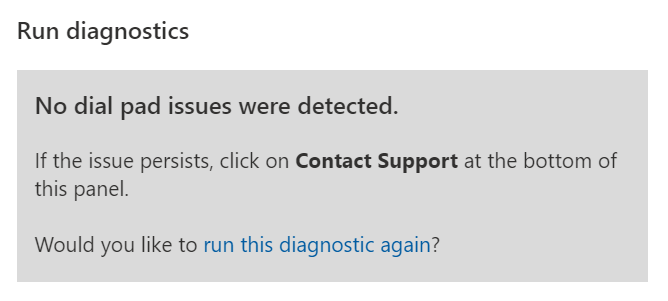 Run diagnostics
No dial pad issues were detected.
If the issue persists, click on Contact Support at the bottom of
this panel.
Would you like to run this diagnostic again?